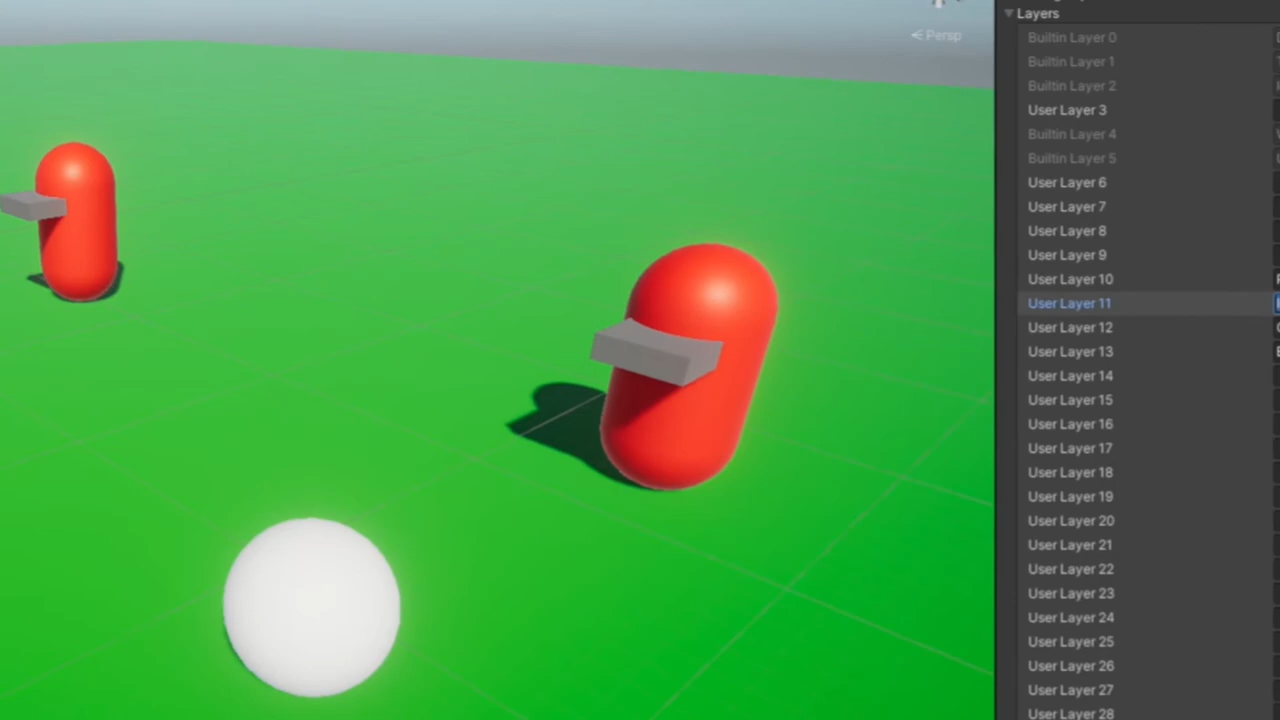 Layers
Persp
Builtin Layer 0
Builtin Layer 1
Builtin Layer 2
User Layer 3
Builtin Layer 4
Builtin Layer 5
User Layer 6
User Layer 7
User Layer 8
User Layer 9
User Layer 10
User Layer 11
User Layer 12
User Layer 13
User Layer 14
User Layer 15
User Layer 16
User Layer 17
User Layer 18
User Layer 19
User Layer 20
User Layer 21
User Layer 22
User Layer 23
User Layer 24
User Layer 25
User Layer 26
User Layer 27
User Layer 28